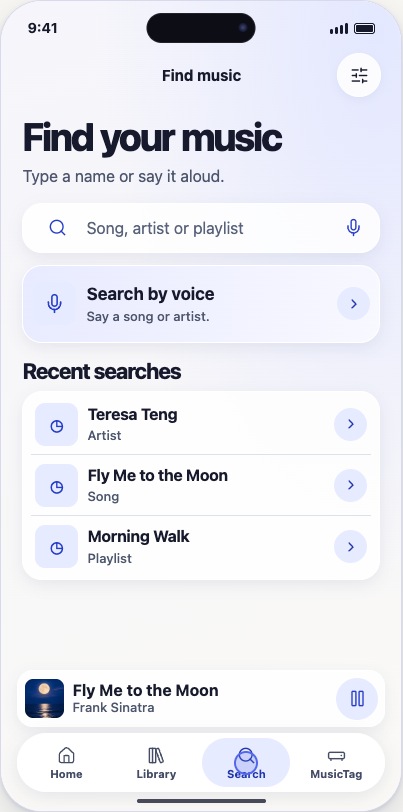 9:41
Find music
Find your music
Type a name or say it aloud.
Song, artist or playlist
Search by voice
Say a song or artist.
Recent searches
Teresa Teng
Artist
Fly Me to the Moon
Song
Morning Walk
Playlist
Fly Me to the Moon
Frank Sinatra
Home
Library
Search
MusicTag